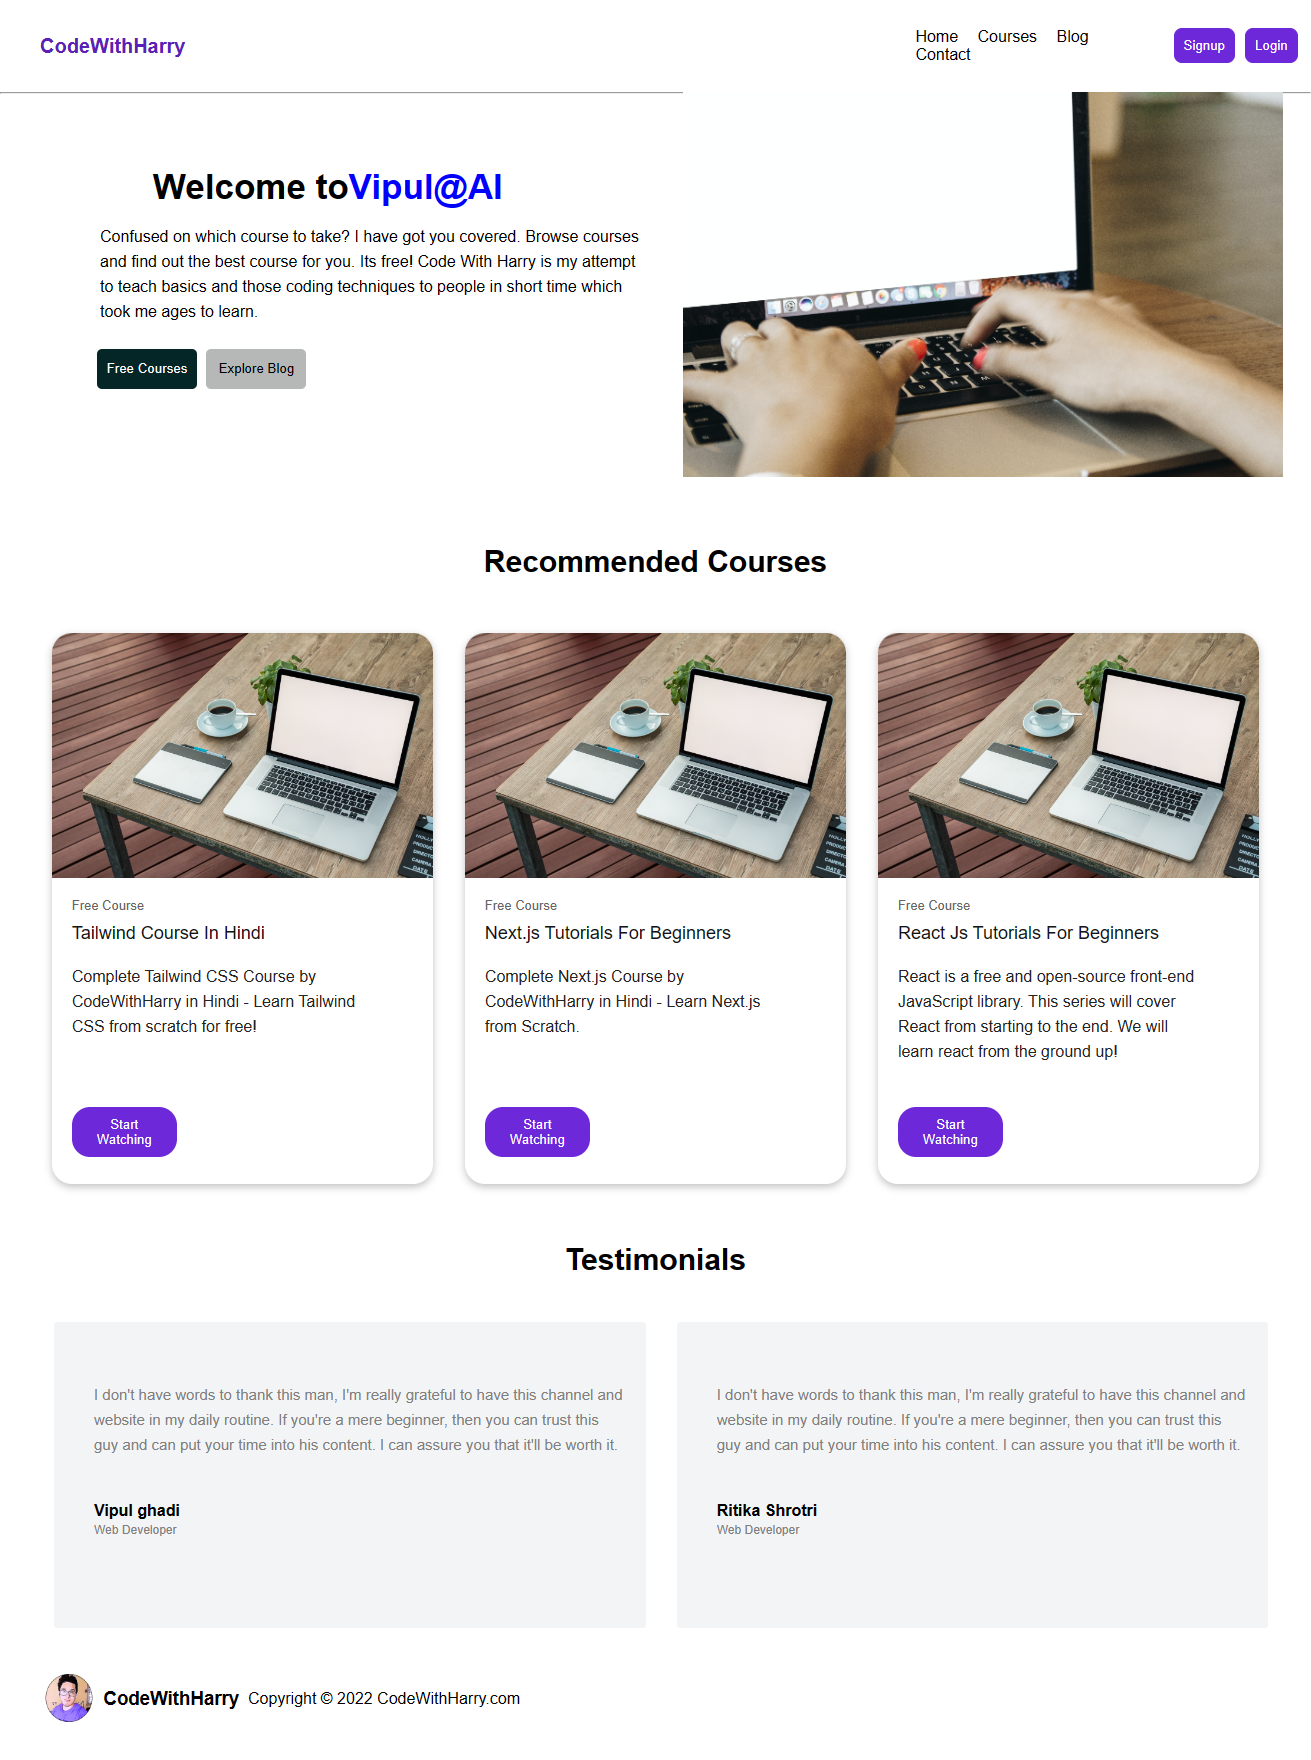 CodeWithHarry
Home Courses Blog
Contact
Signup Login
Welcome toVipul@AI
Confused on which course to take? I have got you covered. Browse courses
and find out the best course for you. Its free! Code With Harry is my attempt
to teach basics and those coding techniques to people in short time which
took me ages to learn.
Free Courses Explore Blog
Recommended Courses
Free Course
Tailwind Course In Hindi
Complete Tailwind CSS Course by
CodeWithHarry in Hindi - Learn Tailwind
CSS from scratch for free!
Start
Watching
Free Course
Next.js Tutorials For Beginners
Complete Next.js Course by
CodeWithHarry in Hindi - Learn Next.js
from Scratch.
Start
Watching
Free Course
React Js Tutorials For Beginners
React is a free and open-source front-end
JavaScript library. This series will cover
React from starting to the end. We will
learn react from the ground up!
Start
Watching
Testimonials
I don't have words to thank this man, I'm really grateful to have this channel and
website in my daily routine. If you're a mere beginner, then you can trust this
guy and can put your time into his content. I can assure you that it'll be worth it.
Vipul ghadi
Web Developer
I don't have words to thank this man, I'm really grateful to have this channel and
website in my daily routine. If you're a mere beginner, then you can trust this
guy and can put your time into his content. I can assure you that it'll be worth it.
Ritika Shrotri
Web Developer
CodeWithHarry Copyright © 2022 CodeWithHarry.com